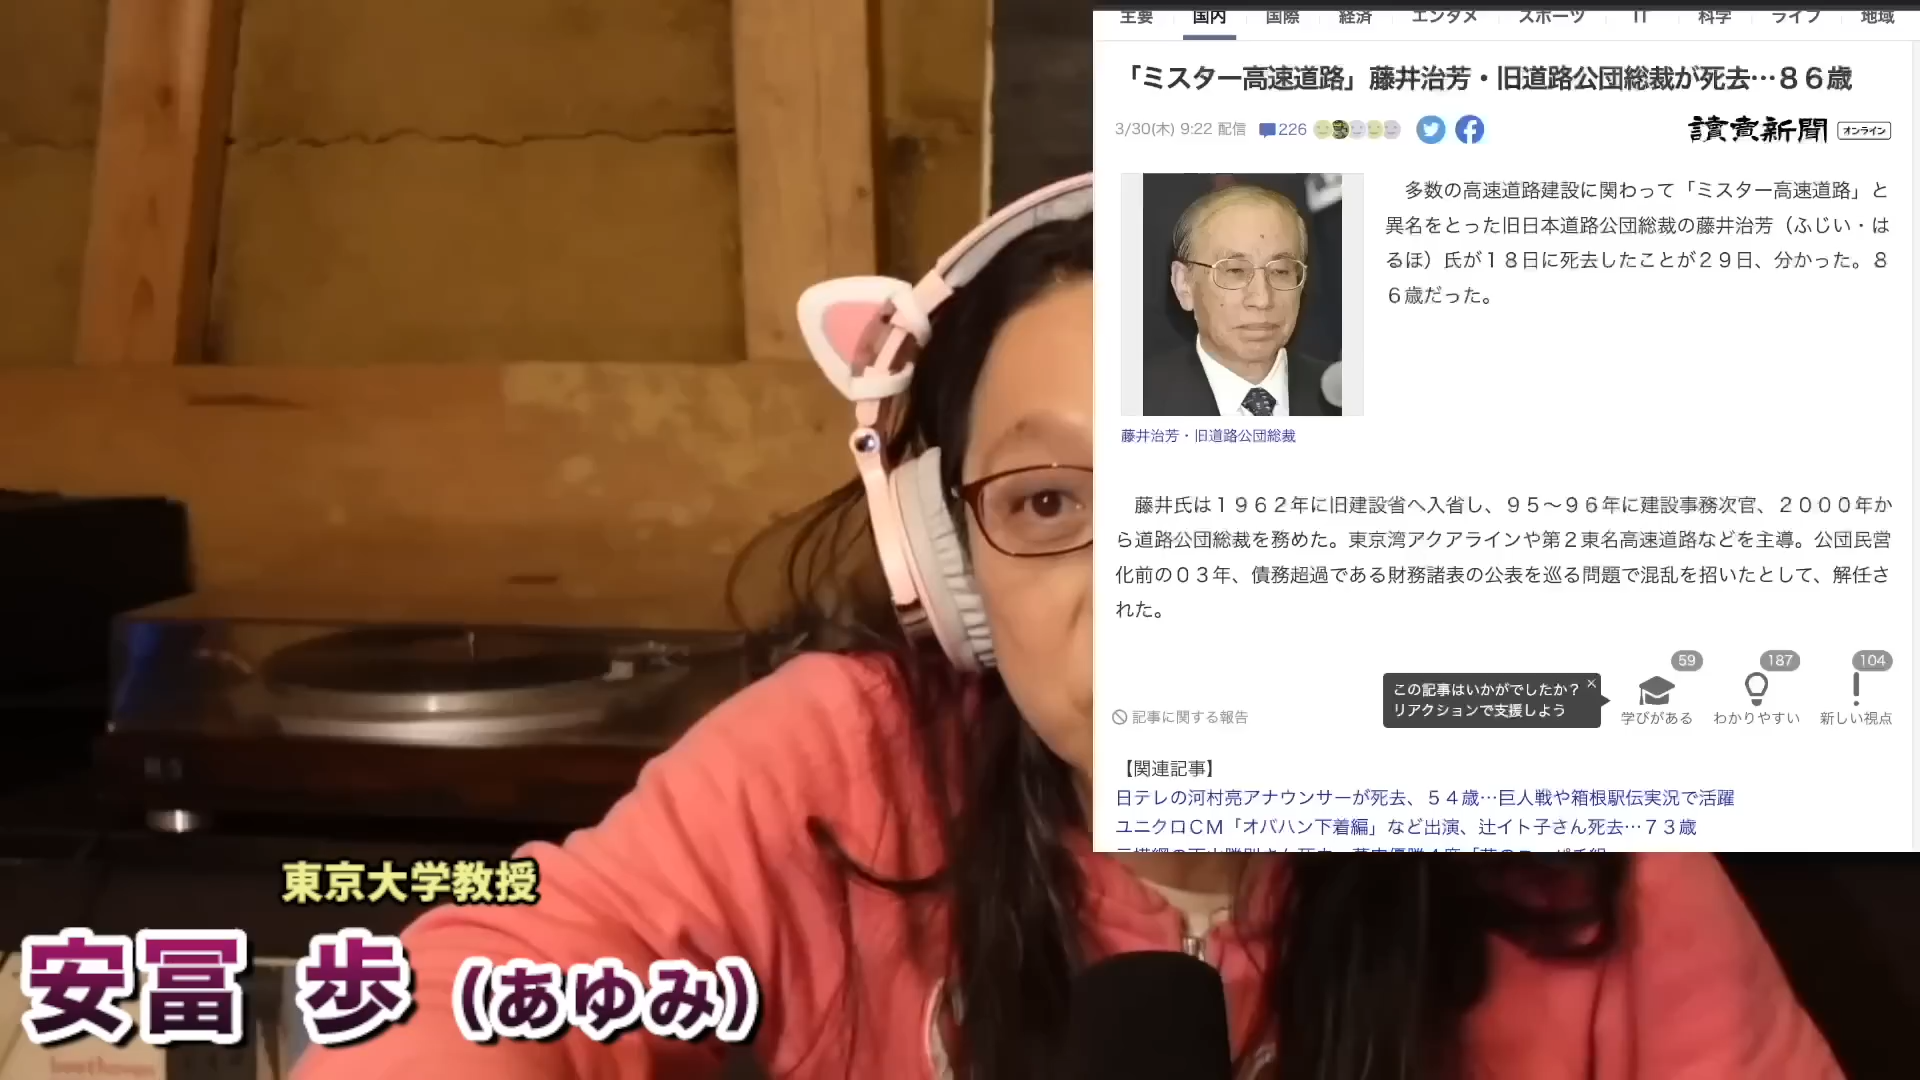 主要 国内 国際 経済 エンタメ スポーツ IT 科学 ライフ 地域
「ミスター高速道路」藤井治芳・旧道路公団総裁が死去…８６歳
3/30(木) 9:22 配信 226
讀賣新聞 オンライン
多数の高速道路建設に関わって「ミスター高速道路」と
異名をとった旧日本道路公団総裁の藤井治芳（ふじい・は
るほ）氏が１８日に死去したことが２９日、分かった。８
６歳だった。
藤井治芳・旧道路公団総裁
藤井氏は１９６２年に旧建設省へ入省し、９５～９６年に建設事務次官、２０００年か
ら道路公団総裁を務めた。東京湾アクアラインや第２東名高速道路などを主導。公団民営
化前の０３年、債務超過である財務諸表の公表を巡る問題で混乱を招いたとして、解任さ
れた。
記事に関する報告
この記事はいかがでしたか？ ×
リアクションで支援しよう
59 187 104
学びがある わかりやすい 新しい視点
【関連記事】
日テレの河村亮アナウンサーが死去、５４歳…巨人戦や箱根駅伝実況で活躍
ユニクロＣＭ「オバハン下着編」など出演、辻イト子さん死去…７３歳
東京大学教授
安冨 歩 (あゆみ)